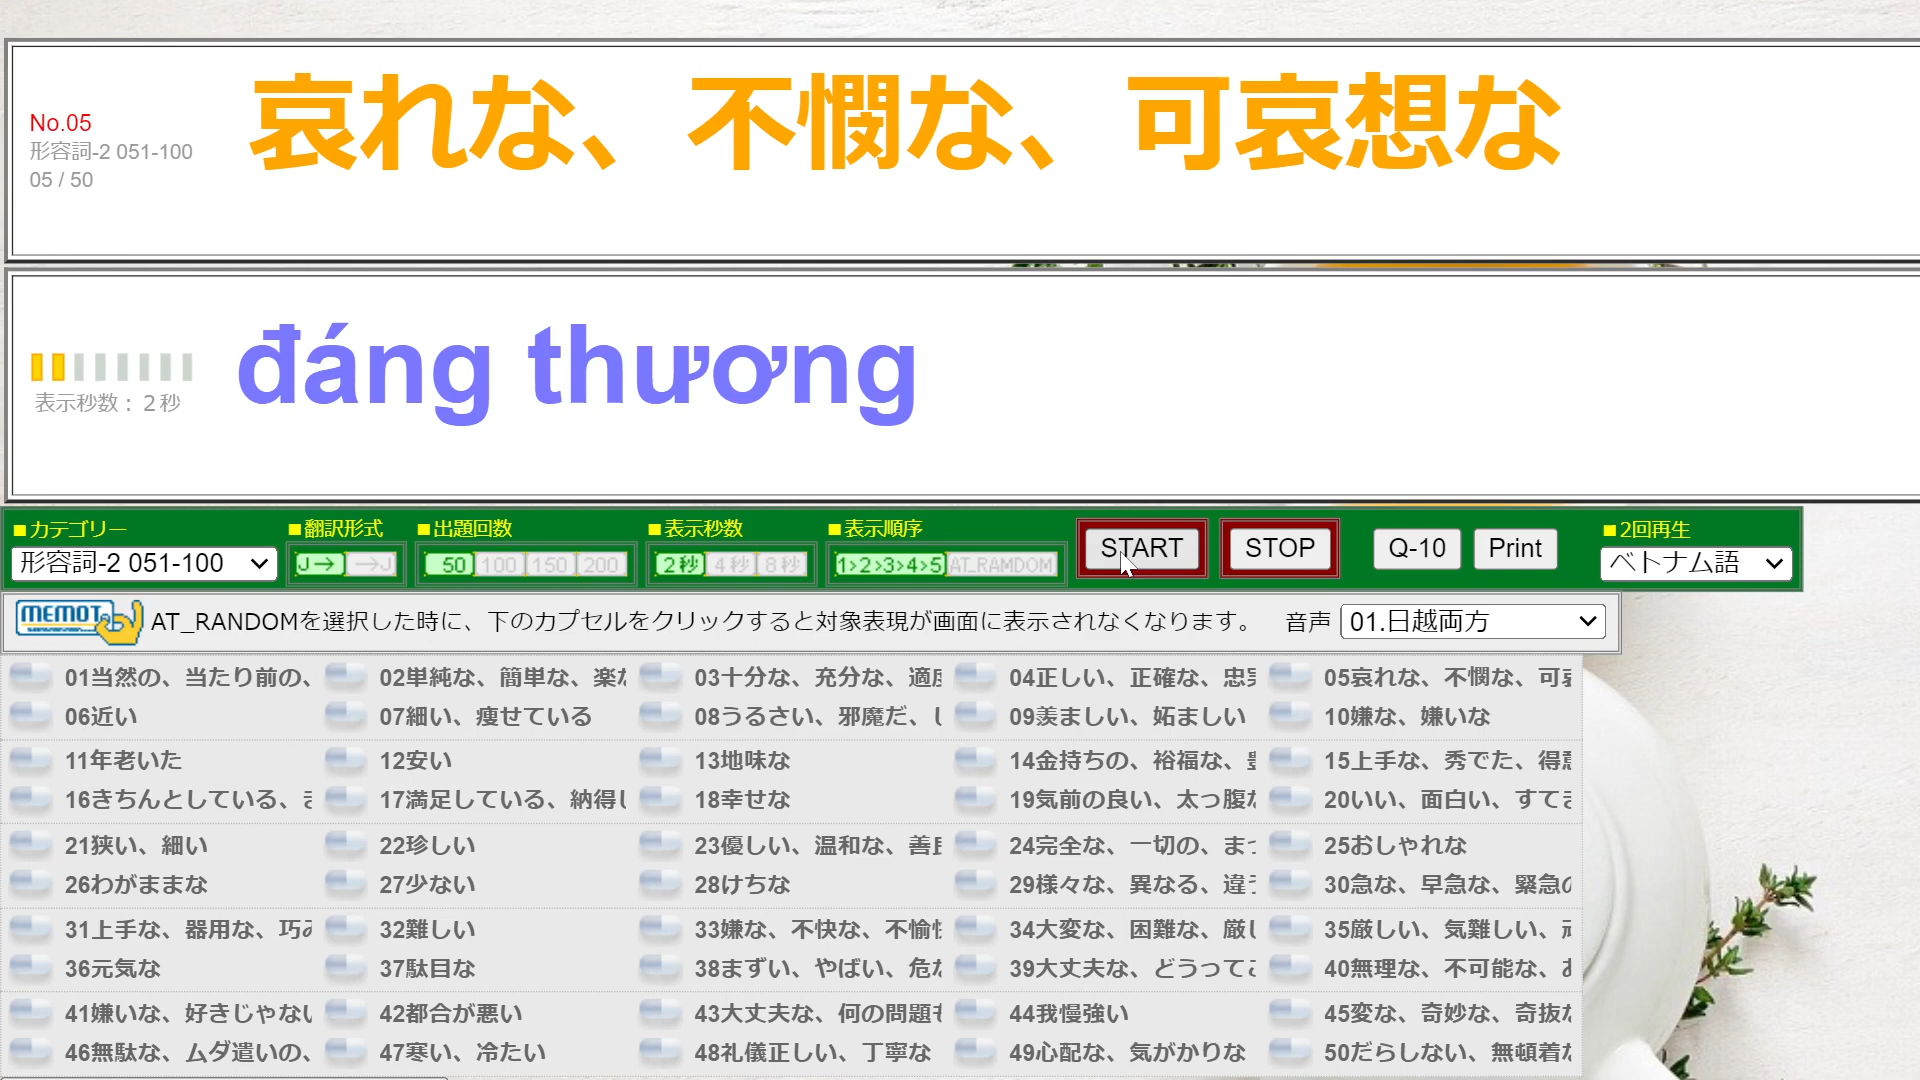 哀れな、不憫な、可哀想な
No.05
形容詞-2 051-100
05 / 50
đáng thương
表示秒数：２秒
■カテゴリー
■翻訳形式
■出題回数
■表示秒数
■表示順序
■2回再生
形容詞-2 051-100
J→ →J
50 100 150 200
2秒 4秒 8秒
1>2>3>4>5 AT_RAMDOM
START
STOP
Q-10
Print
ベトナム語
MEMOT
AT_RANDOMを選択した時に、下のカプセルをクリックすると対象表現が画面に表示されなくなります。
音声
01.日越両方
01当然の、当たり前の、 02単純な、簡単な、楽な 03十分な、充分な、適度 04正しい、正確な、忠実 05哀れな、不憫な、可哀
06近い 07細い、痩せている 08うるさい、邪魔だ、し 09羨ましい、妬ましい 10嫌な、嫌いな
11年老いた 12安い 13地味な 14金持ちの、裕福な、豊 15上手な、秀でた、得意
16きちんとしている、き 17満足している、納得し 18幸せな 19気前の良い、太っ腹な 20いい、面白い、すてき
21狭い、細い 22珍しい 23優しい、温和な、善良 24完全な、一切の、まっ 25おしゃれな
26わがままな 27少ない 28けちな 29様々な、異なる、違う 30急な、早急な、緊急の
31上手な、器用な、巧み 32難しい 33嫌な、不快な、不愉快 34大変な、困難な、厳し 35厳しい、気難しい、
36元気な 37駄目な 38まずい、やばい、危な 39大丈夫な、どうってこ 40無理な、不可能な、あ
41嫌いな、好きじゃない 42都合が悪い 43大丈夫な、何の問題も 44我慢強い 45変な、奇妙な、奇抜な
46無駄な、ムダ遣いの、 47寒い、冷たい 48礼儀正しい、丁寧な 49心配な、気がかりな 50だらしない、無頓着な